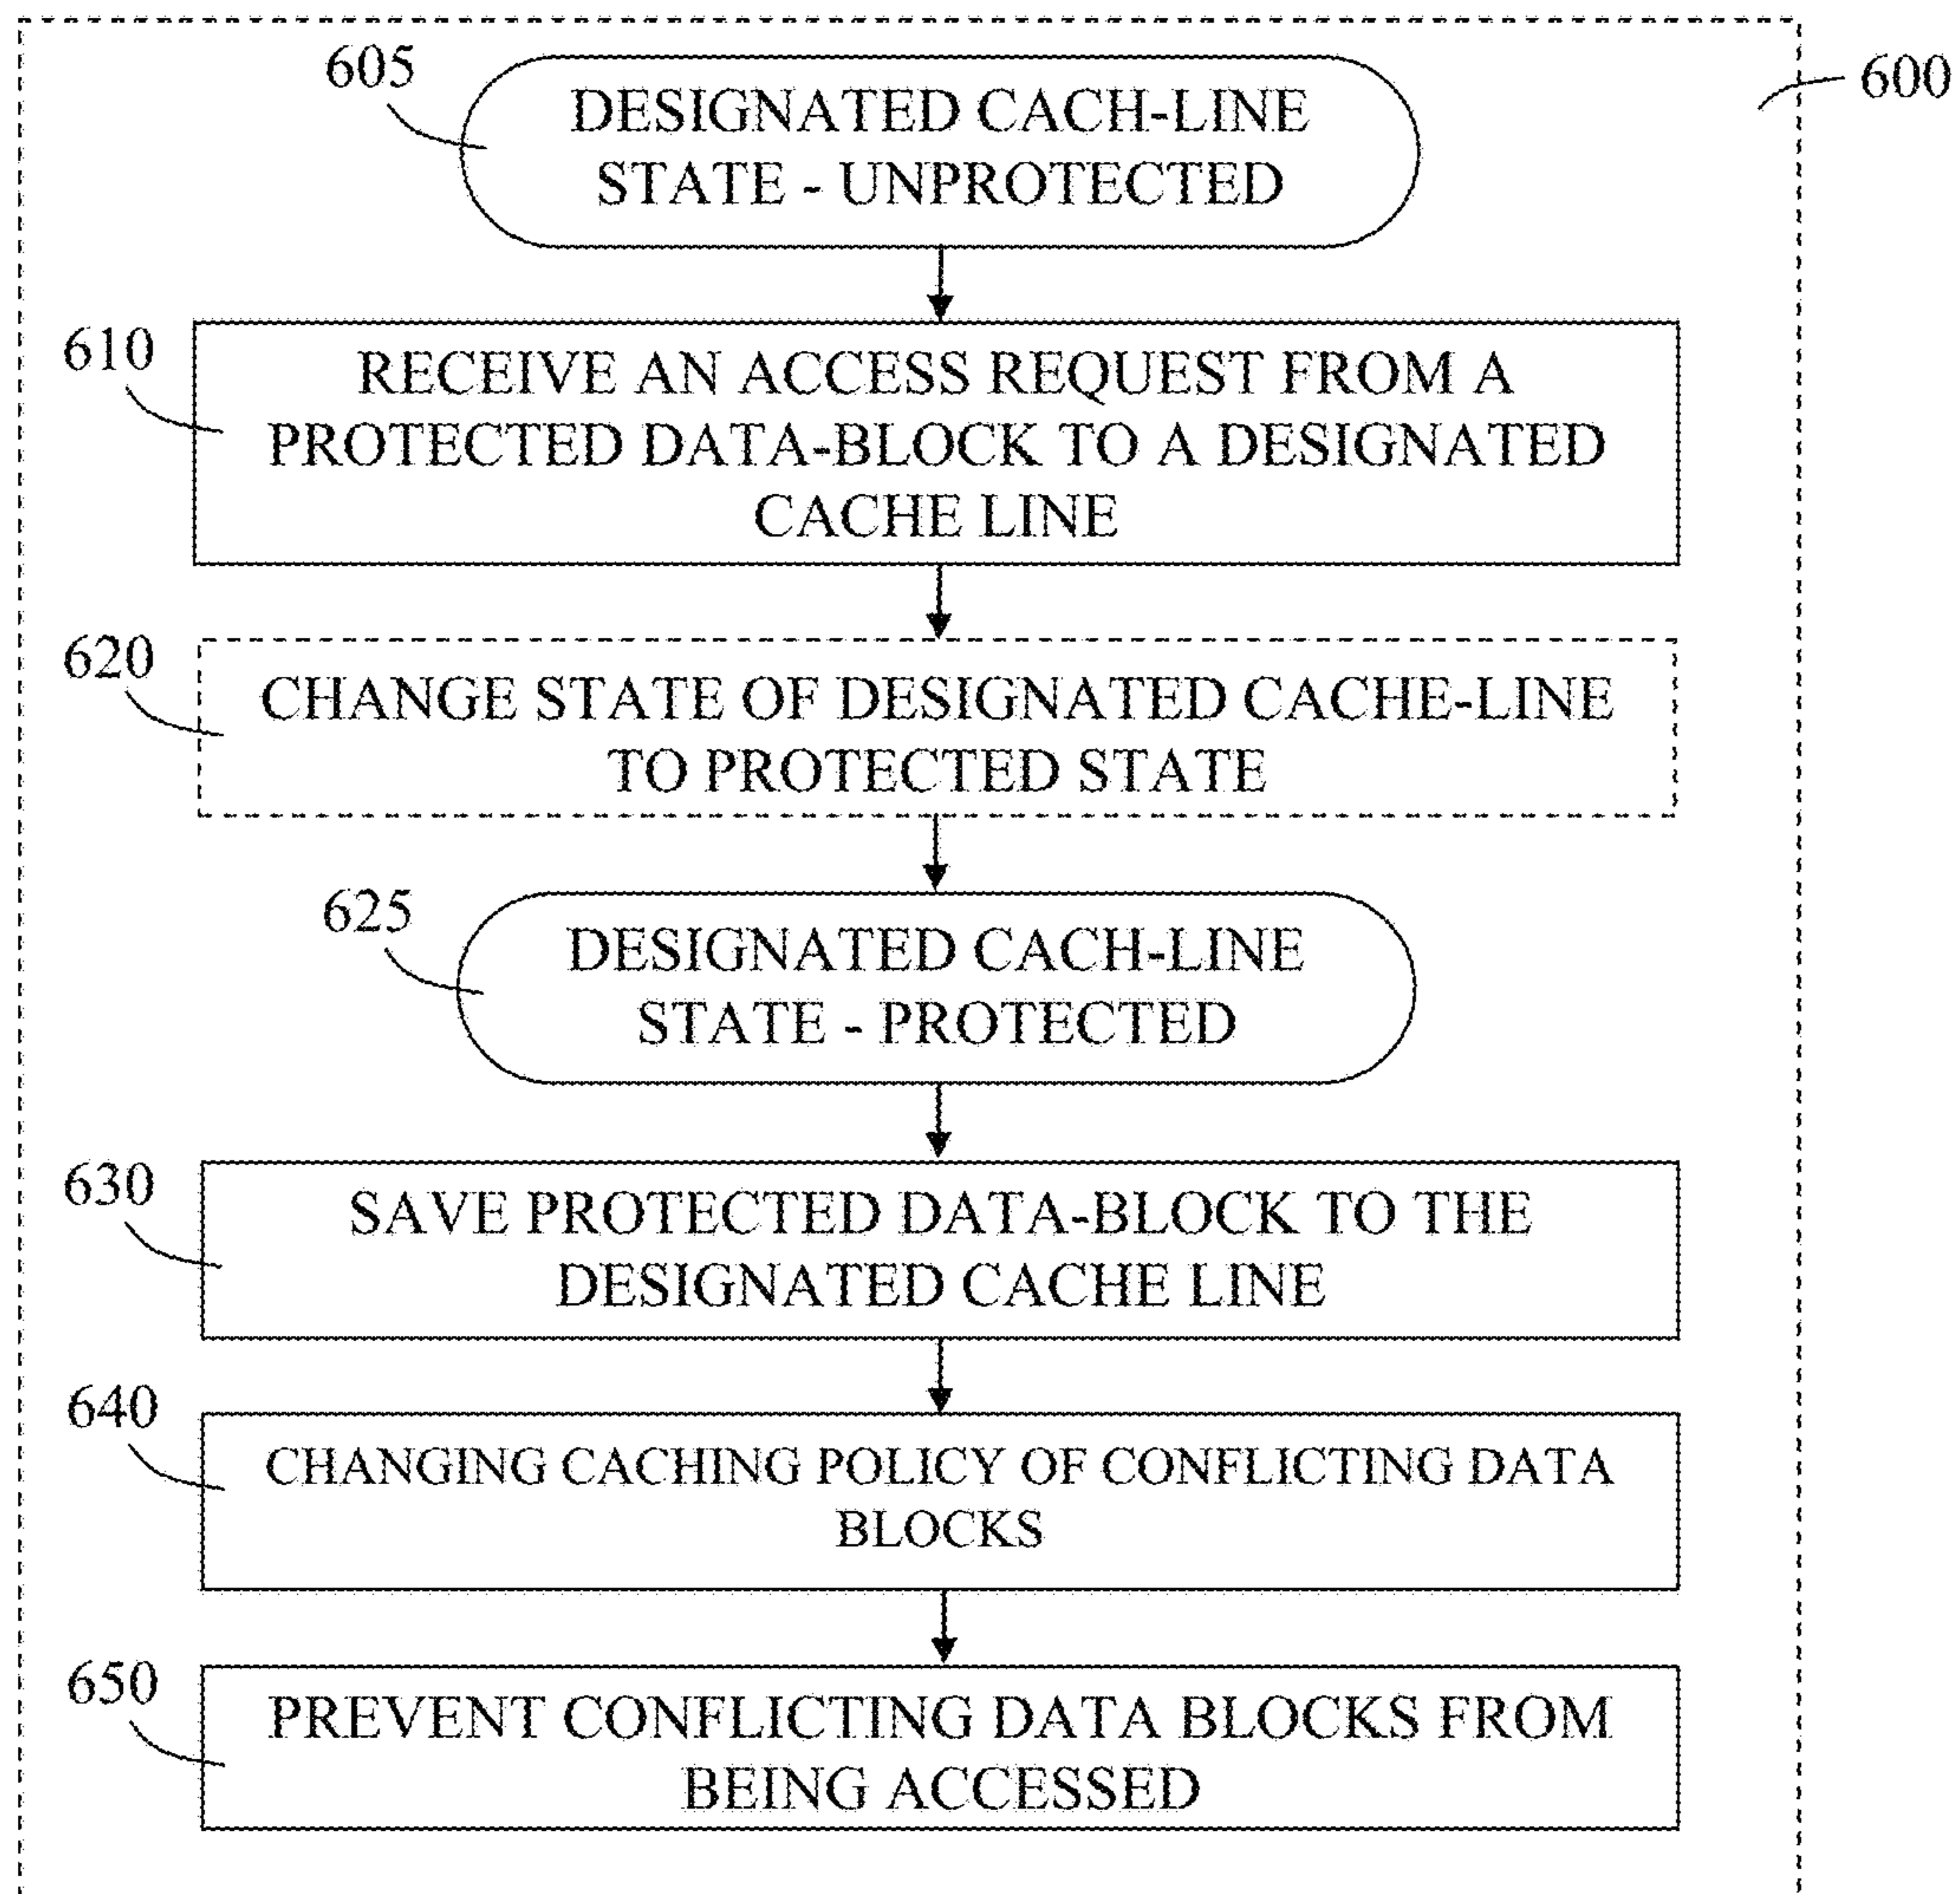 605
DESIGNATED CACH-LINE
STATE - UNPROTECTED
600
610
RECEIVE AN ACCESS REQUEST FROM A
PROTECTED DATA-BLOCK TO A DESIGNATED
CACHE LINE
620
CHANGE STATE OF DESIGNATED CACHE-LINE
TO PROTECTED STATE
625
DESIGNATED CACH-LINE
STATE - PROTECTED
630
SAVE PROTECTED DATA-BLOCK TO THE
DESIGNATED CACHE LINE
640
CHANGING CACHING POLICY OF CONFLICTING DATA
BLOCKS
650
PREVENT CONFLICTING DATA BLOCKS FROM
BEING ACCESSED